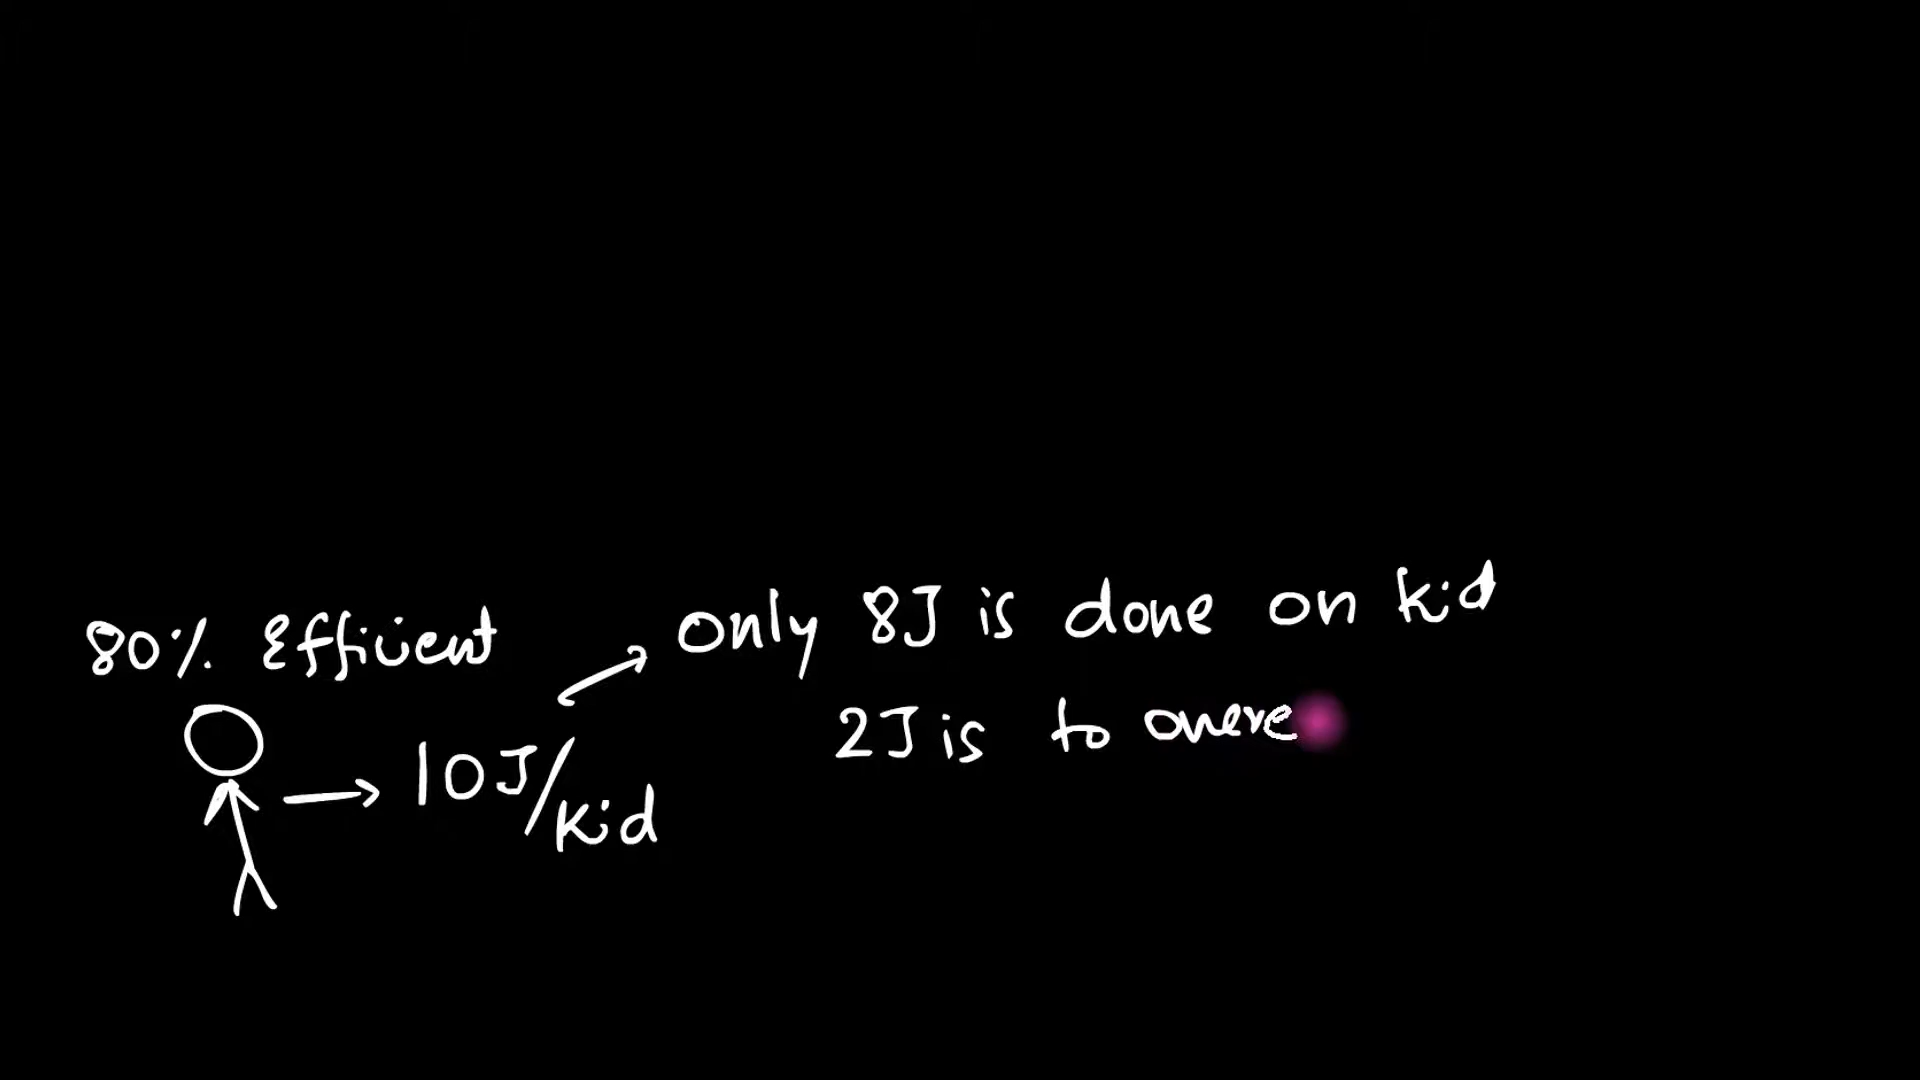 80% Efficient
only 8J is done on kid
2J is to overe
10J/kid